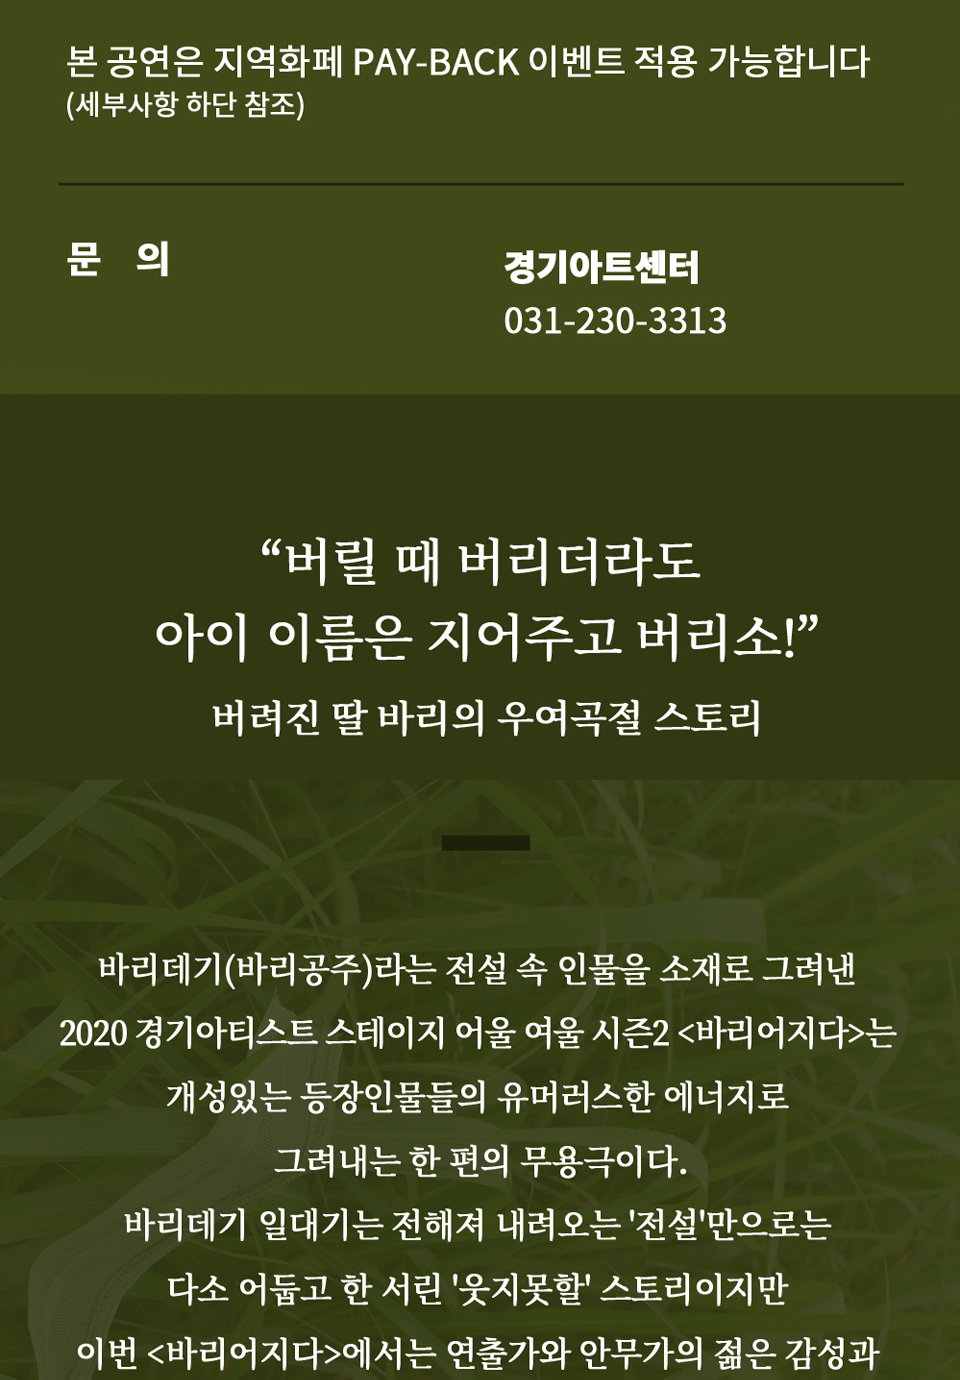 본 공연은 지역화페 PAY-BACK 이벤트 적용 가능합니다
(세부사항 하단 참조)
문 의
경기아트센터
031-230-3313
“버릴 때 버리더라도
아이 이름은 지어주고 버리소!”
버려진 딸 바리의 우여곡절 스토리
바리데기(바리공주)라는 전설 속 인물을 소재로 그려낸
2020 경기아티스트 스테이지 어울 여울 시즌2 <바리어지다>는
개성있는 등장인물들의 유머러스한 에너지로
그려내는 한 편의 무용극이다.
바리데기 일대기는 전해져 내려오는 '전설'만으로는
다소 어둡고 한 서린 '웃지못할' 스토리이지만
이번 <바리어지다>에서는 연출가와 안무가의 젊은 감성과